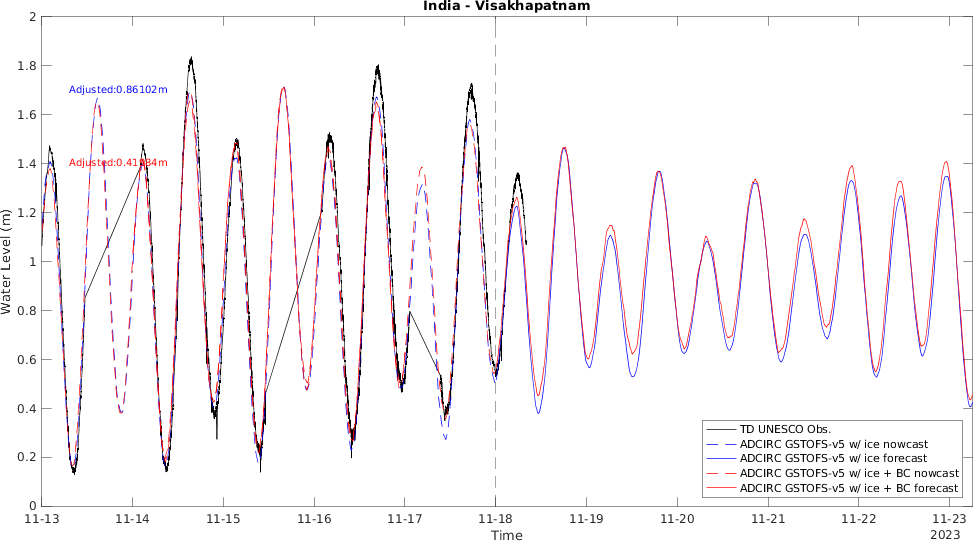 India - Visakhapatnam
2
1.8
1.6
1.4
1.2
1
0.8
0.6
0.4
0.2
0
Water Level (m)
Adjusted:0.86102m
TD UNESCO Obs.
ADCIRC GSTOFS-v5 w/ ice nowcast
ADCIRC GSTOFS-v5 w/ ice forecast
ADCIRC GSTOFS-v5 w/ ice + BC nowcast
ADCIRC GSTOFS-v5 w/ ice + BC forecast
11-13 11-14 11-15 11-16 11-17 11-18 11-19 11-20 11-21 11-22 11-23
Time 2023